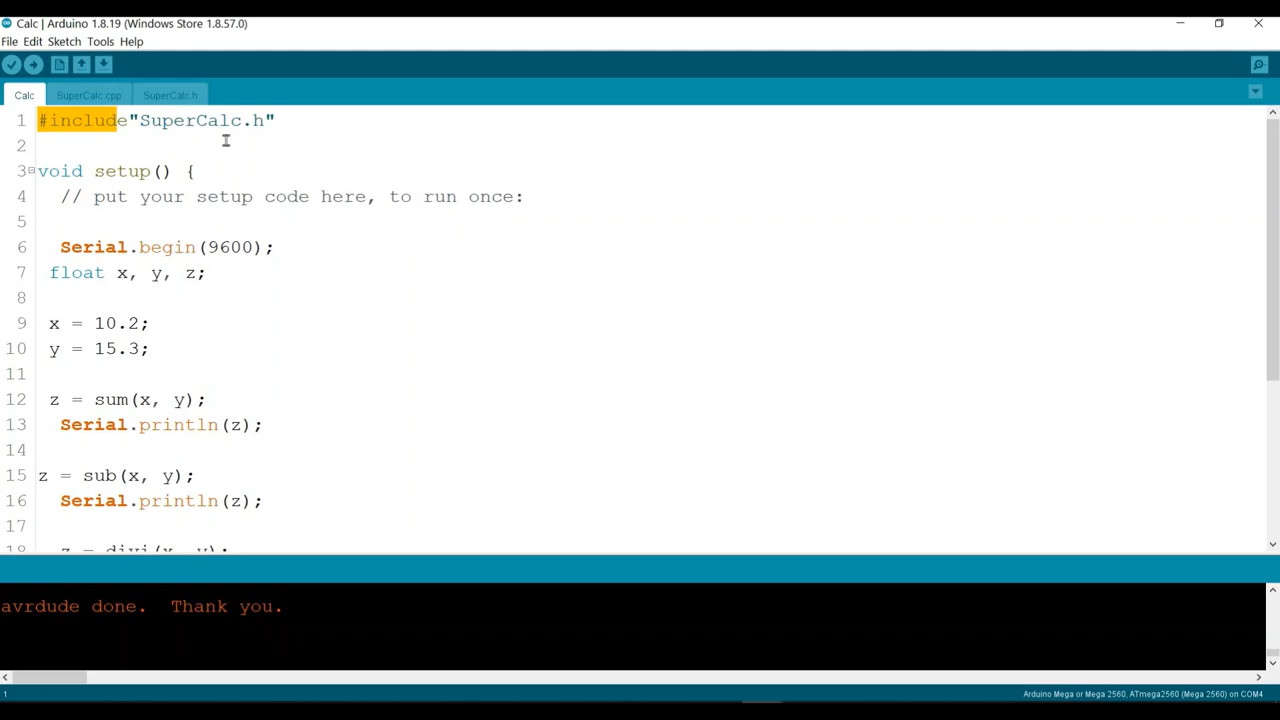 Calc | Arduino 1.8.19 (Windows Store 1.8.57.0)
File Edit Sketch Tools Help
Calc SuperCalc.cpp SuperCalc.h
1 #include"SuperCalc.h"
2
3 void setup() {
4 // put your setup code here, to run once:
5
6 Serial.begin(9600);
7 float x, y, z;
8
9 x = 10.2;
10 y = 15.3;
11
12 z = sum(x, y);
13 Serial.println(z);
14
15 z = sub(x, y);
16 Serial.println(z);
17
18 z = divi(x, y);
avrdude done. Thank you.
1 Arduino Mega or Mega 2560, ATmega2560 (Mega 2560) on COM4